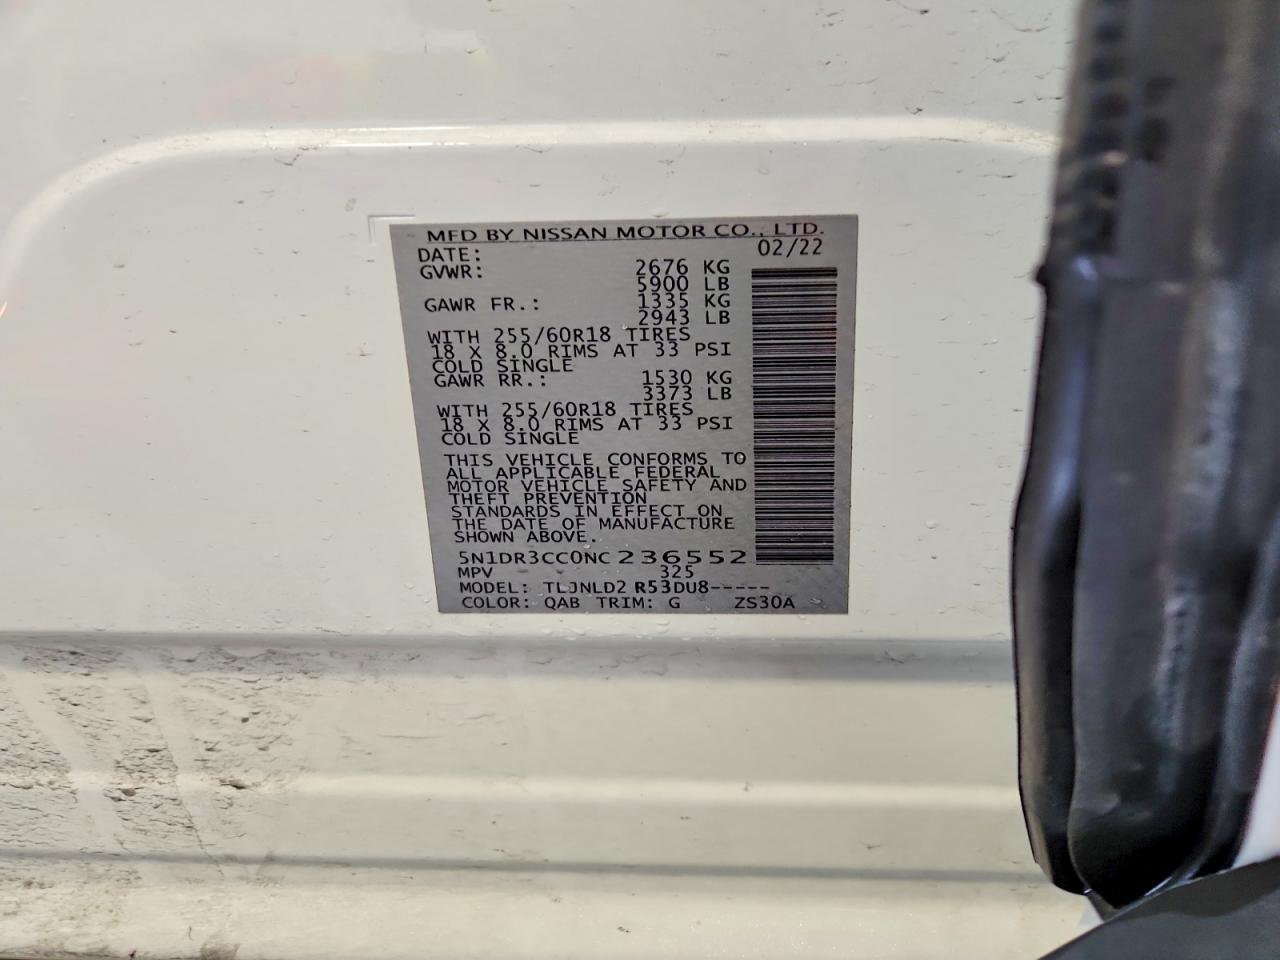 MFD BY NISSAN MOTOR CO., LTD.
DATE: 02/22
GVWR: 2676 KG
5900 LB
GAWR FR.: 1335 KG
2943 LB
WITH 255/60R18 TIRES
18 X 8.0 RIMS AT 33 PSI
COLD SINGLE
GAWR RR.: 1530 KG
3373 LB
WITH 255/60R18 TIRES
18 X 8.0 RIMS AT 33 PSI
COLD SINGLE
THIS VEHICLE CONFORMS TO
ALL APPLICABLE FEDERAL
MOTOR VEHICLE SAFETY AND
THEFT PREVENTION
STANDARDS IN EFFECT ON
THE DATE OF MANUFACTURE
SHOWN ABOVE.
5N1DR3CC0NC 236552
MPV 325
MODEL: TLJNLD2 R53DU8-----
COLOR: QAB TRIM: G ZS30A